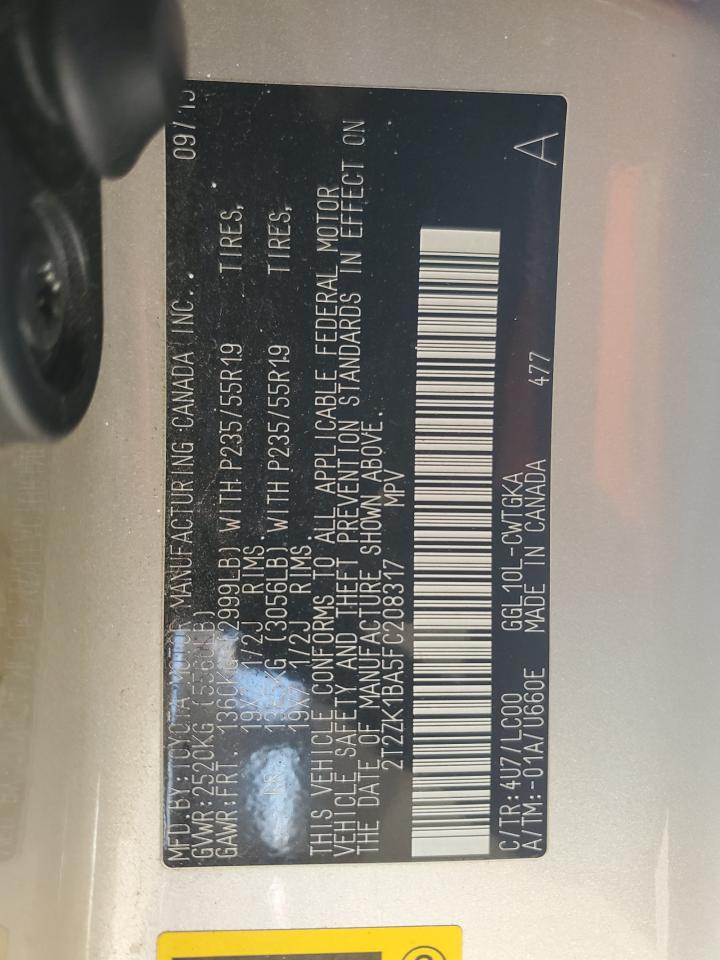 09/15
MFD.BY:TOYOTA MOTOR MANUFACTURING CANADA INC.
GVWR:2520KG (5560LB)
GAWR:FRT 1360KG (2999LB) WITH P235/55R19 TIRES,
19X7 1/2J RIMS.
RR 1385KG (3056LB) WITH P235/55R19 TIRES,
19X7 1/2J RIMS.
THIS VEHICLE CONFORMS TO ALL APPLICABLE FEDERAL MOTOR
VEHICLE SAFETY AND THEFT PREVENTION STANDARDS IN EFFECT ON
THE DATE OF MANUFACTURE SHOWN ABOVE.
2T2ZK1BA5FC208317 MPV
A
C/TR:4U7/LC00 GGL10L-CWTGKA
A/TM:-01A/U660E MADE IN CANADA 477